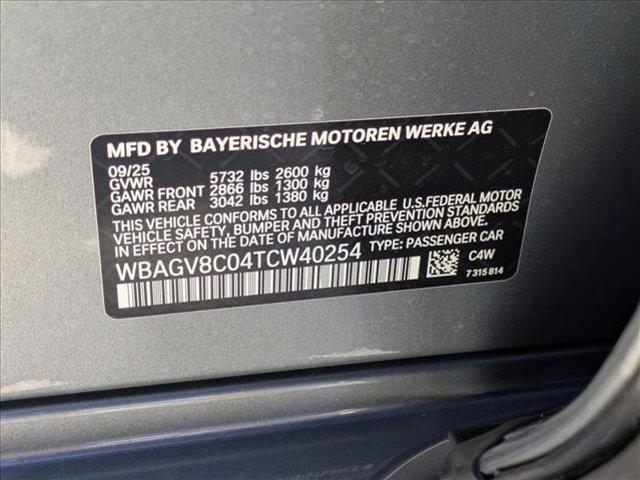 MFD BY BAYERISCHE MOTOREN WERKE AG
09/25
GVWR 5732 lbs 2600 kg
GAWR FRONT 2866 lbs 1300 kg
GAWR REAR 3042 lbs 1380 kg
THIS VEHICLE CONFORMS TO ALL APPLICABLE U.S.FEDERAL MOTOR
VEHICLE SAFETY, BUMPER AND THEFT PREVENTION STANDARDS
IN EFFECT ON THE DATE OF MANUFACTURE SHOWN ABOVE.
WBAGV8C04TCW40254 TYPE: PASSENGER CAR
C4W
7 315 814